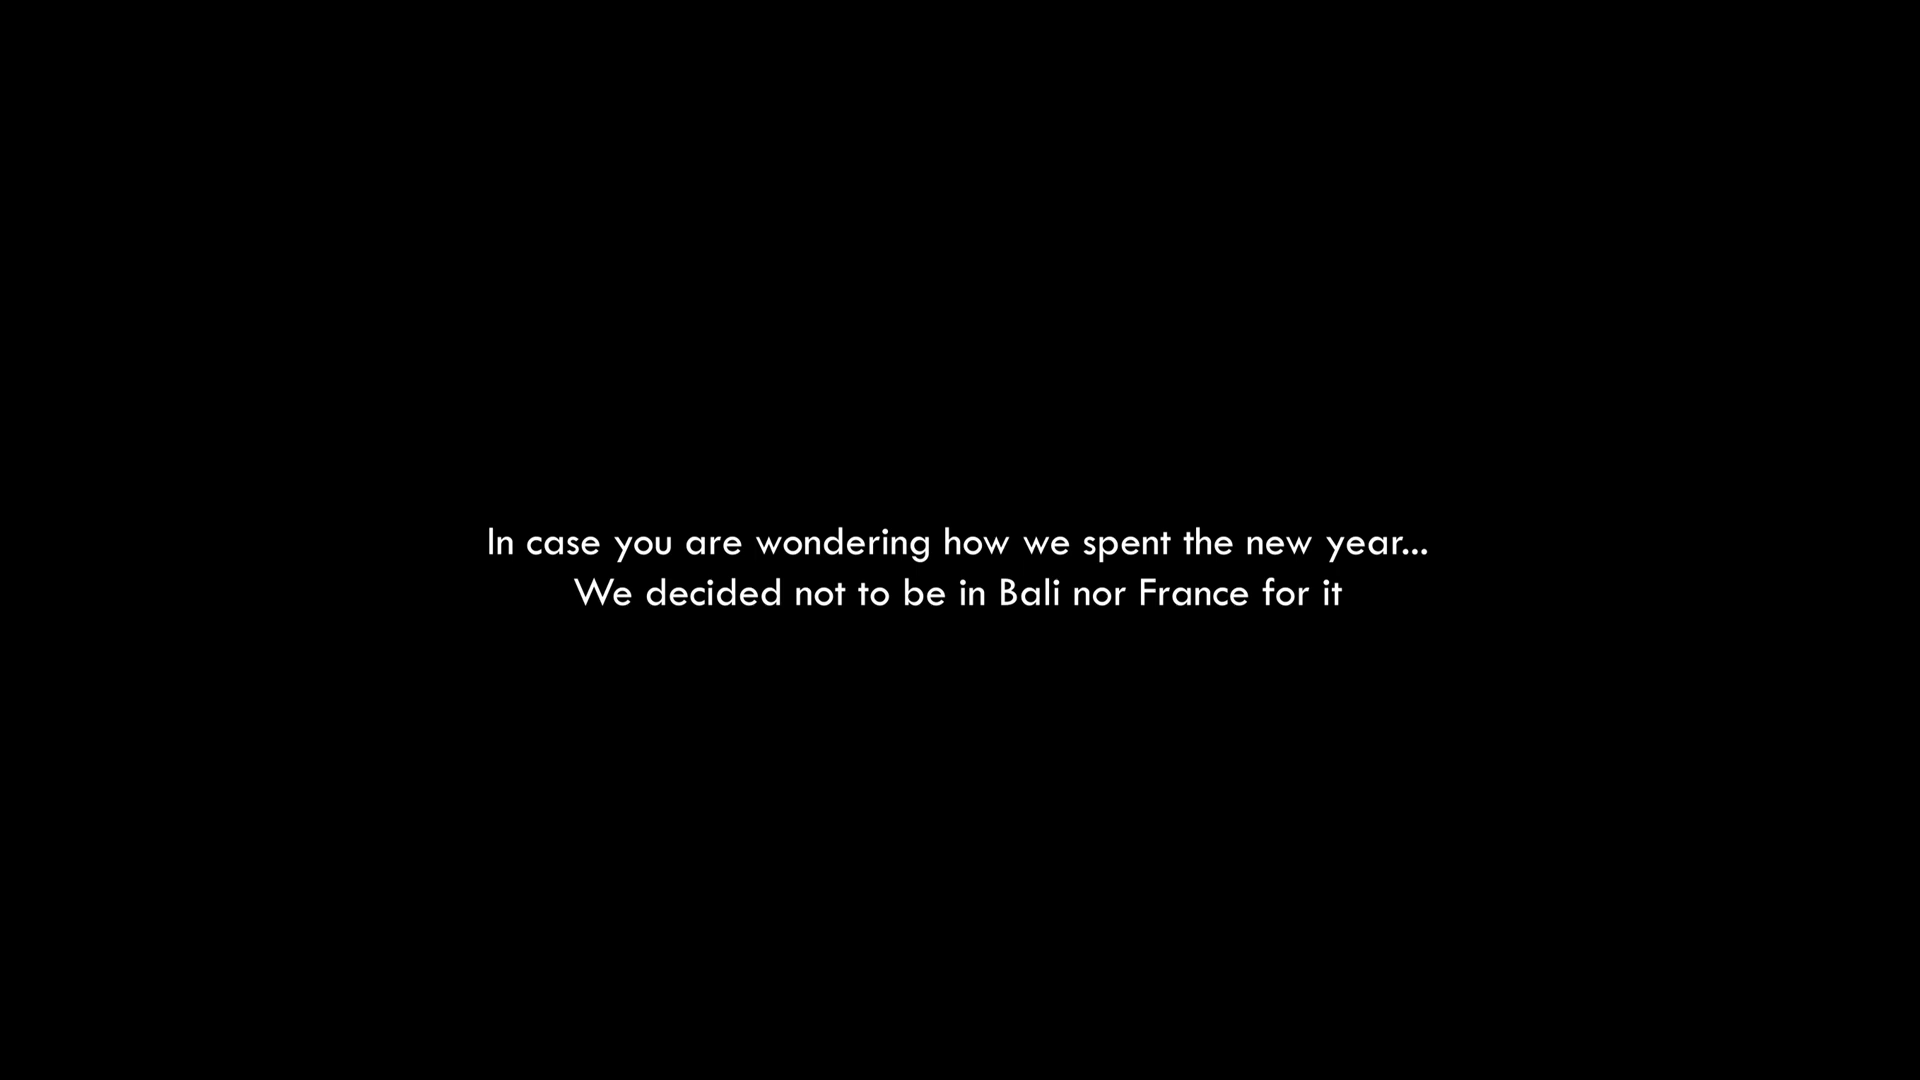 In case you are wondering how we spent the new year...
We decided not to be in Bali nor France for it